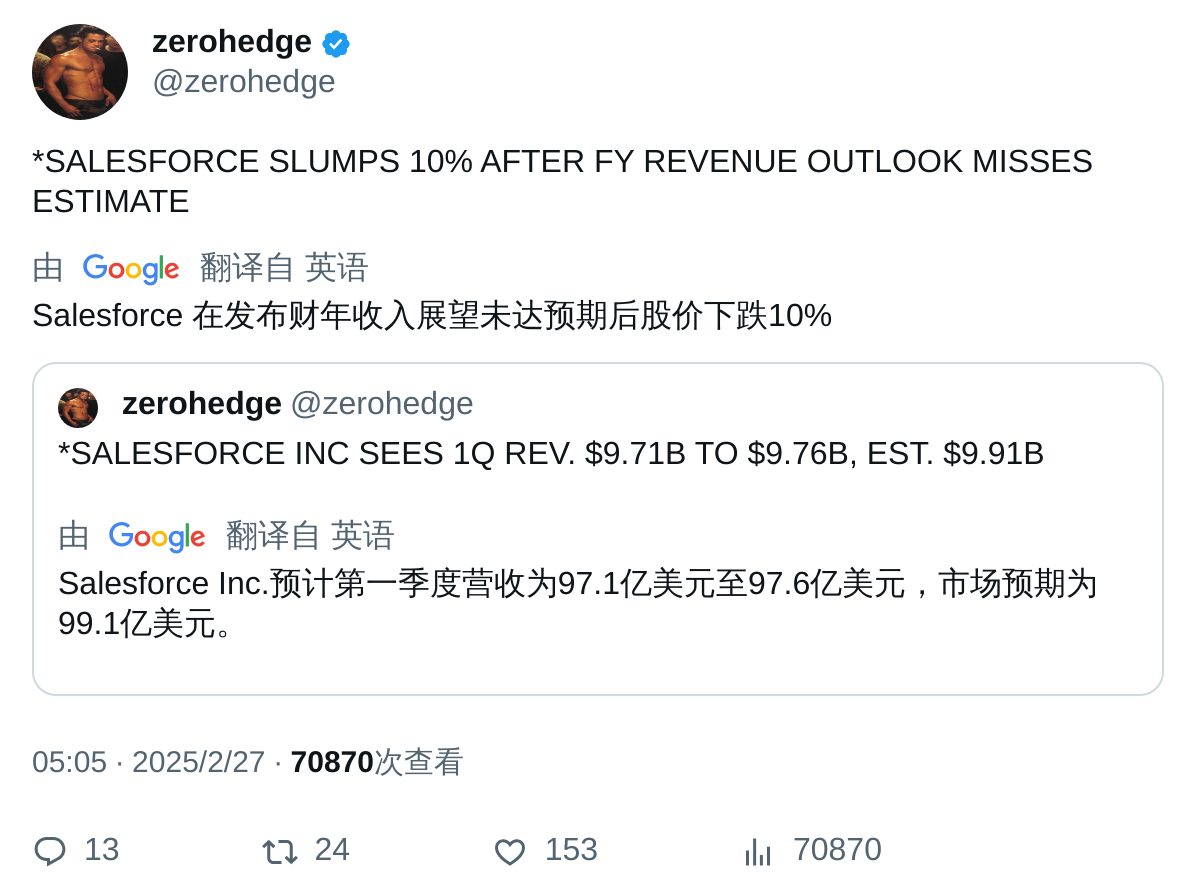 zerohedge
@zerohedge
*SALESFORCE SLUMPS 10% AFTER FY REVENUE OUTLOOK MISSES
ESTIMATE
由 Google 翻译自 英语
Salesforce 在发布财年收入展望未达预期后股价下跌10%
zerohedge @zerohedge
*SALESFORCE INC SEES 1Q REV. $9.71B TO $9.76B, EST. $9.91B
由 Google 翻译自 英语
Salesforce Inc.预计第一季度营收为97.1亿美元至97.6亿美元，市场预期为
99.1亿美元。
05:05 · 2025/2/27 · 70870次查看
13 24 153 70870